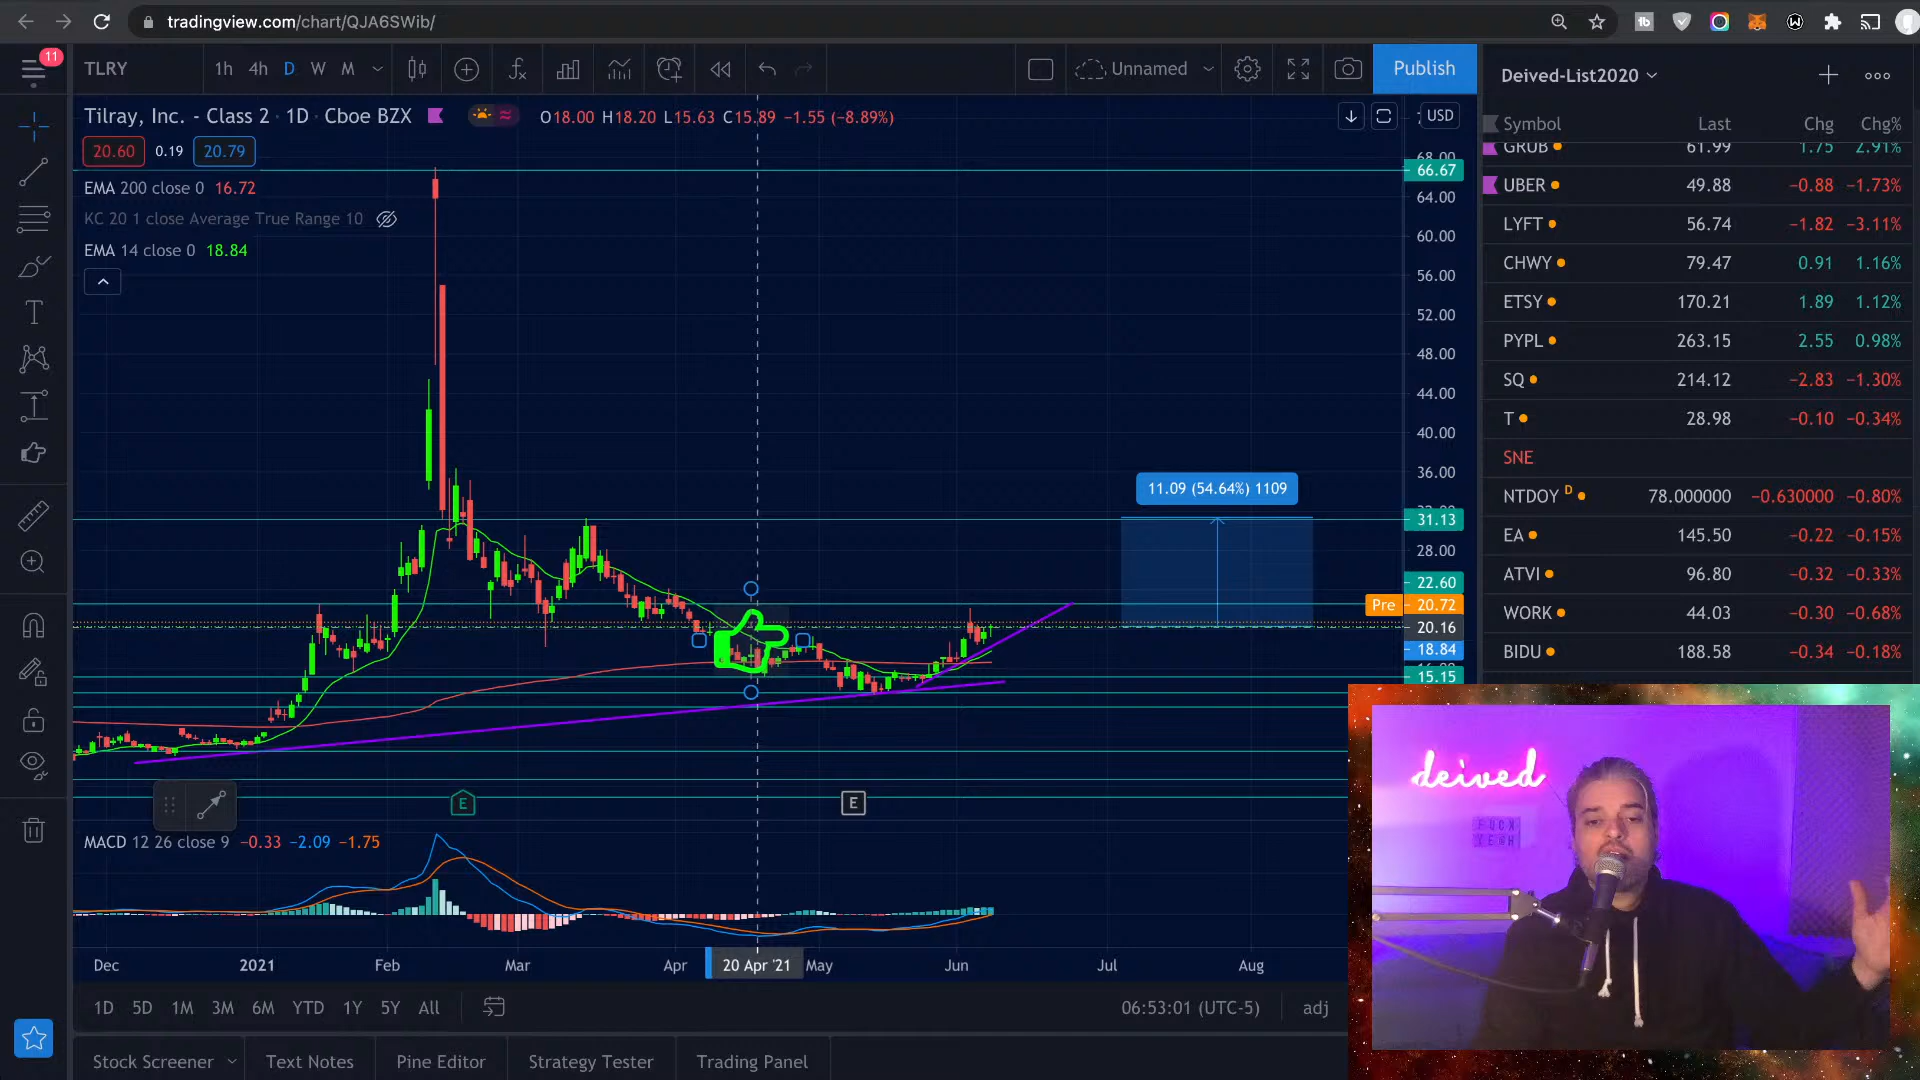 tradingview.com/chart/QJA6SWib/
11
TLRY 1h 4h D W M Unnamed Publish
Tilray, Inc. - Class 2 · 1D · Cboe BZX O18.00 H18.20 L15.63 C15.89 −1.55 (−8.89%) USD
20.60 0.19 20.79
EMA 200 close 0 16.72
KC 20 1 close Average True Range 10
EMA 14 close 0 18.84
68.00
66.67
64.00
60.00
56.00
52.00
48.00
44.00
40.00
36.00
11.09 (54.64%) 1109
31.13
28.00
22.60
Pre 20.72
20.16
18.84
15.15
E E
MACD 12 26 close 9 −0.33 −2.09 −1.75
Dec 2021 Feb Mar Apr 20 Apr '21 May Jun Jul Aug
1D 5D 1M 3M 6M YTD 1Y 5Y All 06:53:01 (UTC-5) adj
Stock Screener Text Notes Pine Editor Strategy Tester Trading Panel
Deived-List2020
Symbol Last Chg Chg%
GRUB 61.99 1.75 2.91%
UBER 49.88 −0.88 −1.73%
LYFT 56.74 −1.82 −3.11%
CHWY 79.47 0.91 1.16%
ETSY 170.21 1.89 1.12%
PYPL 263.15 2.55 0.98%
SQ 214.12 −2.83 −1.30%
T 28.98 −0.10 −0.34%
SNE
NTDOY D 78.000000 −0.630000 −0.80%
EA 145.50 −0.22 −0.15%
ATVI 96.80 −0.32 −0.33%
WORK 44.03 −0.30 −0.68%
BIDU 188.58 −0.34 −0.18%
deived
FUCK
YEAH